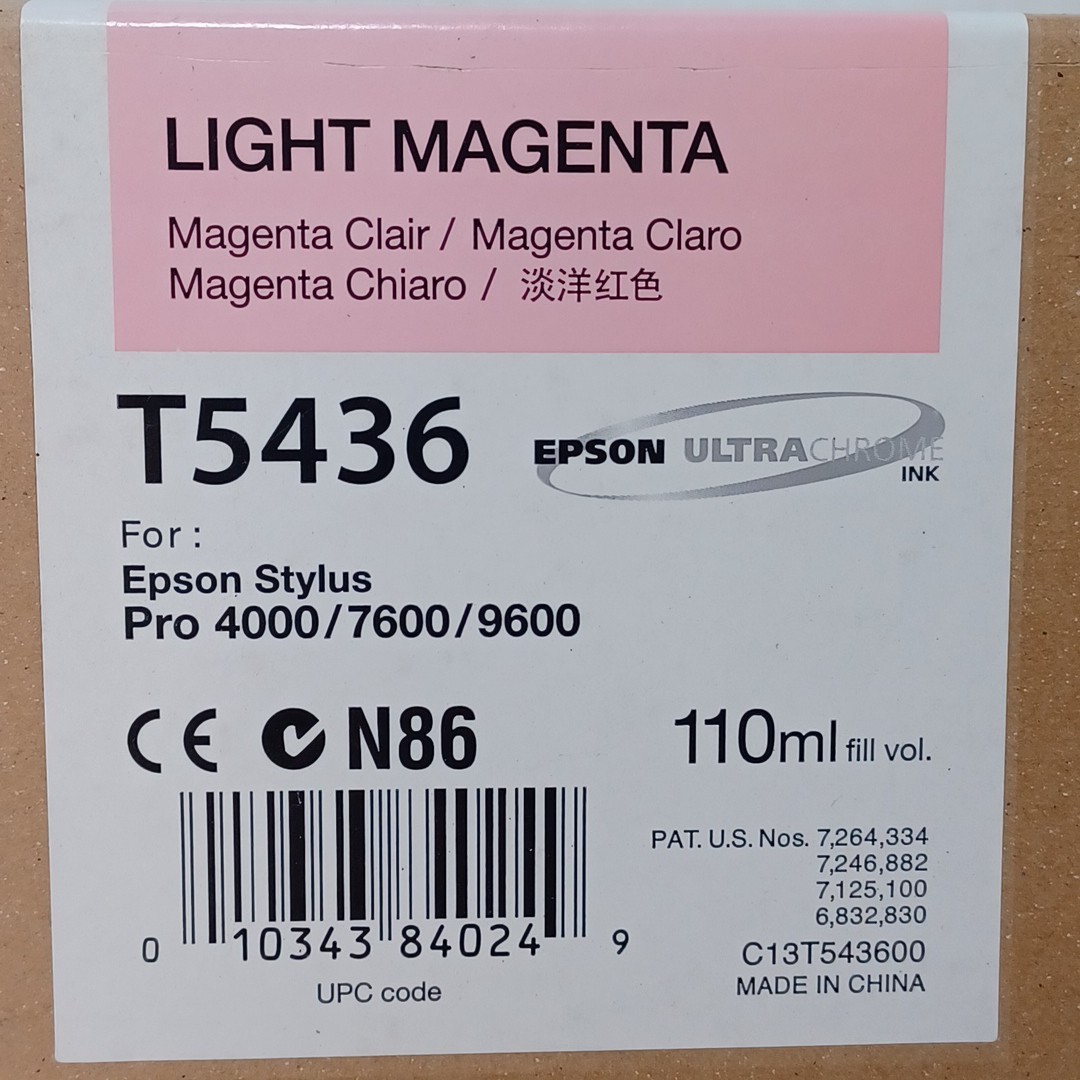 LIGHT MAGENTA
Magenta Clair / Magenta Claro
Magenta Chiaro / 淡洋红色
T5436
EPSON ULTRACHROME
INK
For :
Epson Stylus
Pro 4000/7600/9600
CE N86
110ml fill vol.
PAT. U.S. Nos. 7,264,334
7,246,882
7,125,100
6,832,830
C13T543600
MADE IN CHINA
0 10343 84024 9
UPC code